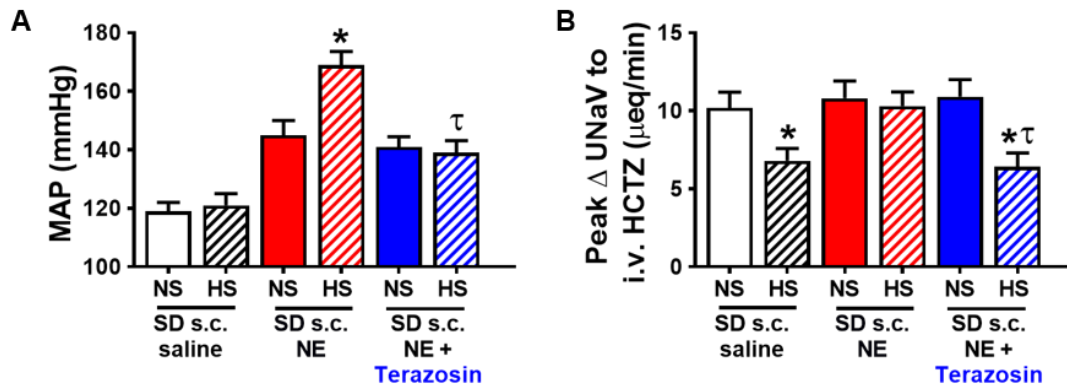 A
MAP (mmHg)
180
160
140
120
100
*
τ
NS HS NS HS NS HS
SD s.c. SD s.c. SD s.c.
saline NE NE +
Terazosin
B
Peak Δ UNaV to
i.v. HCTZ (μeq/min)
15
10
5
0
*
*τ
NS HS NS HS NS HS
SD s.c. SD s.c. SD s.c.
saline NE NE +
Terazosin